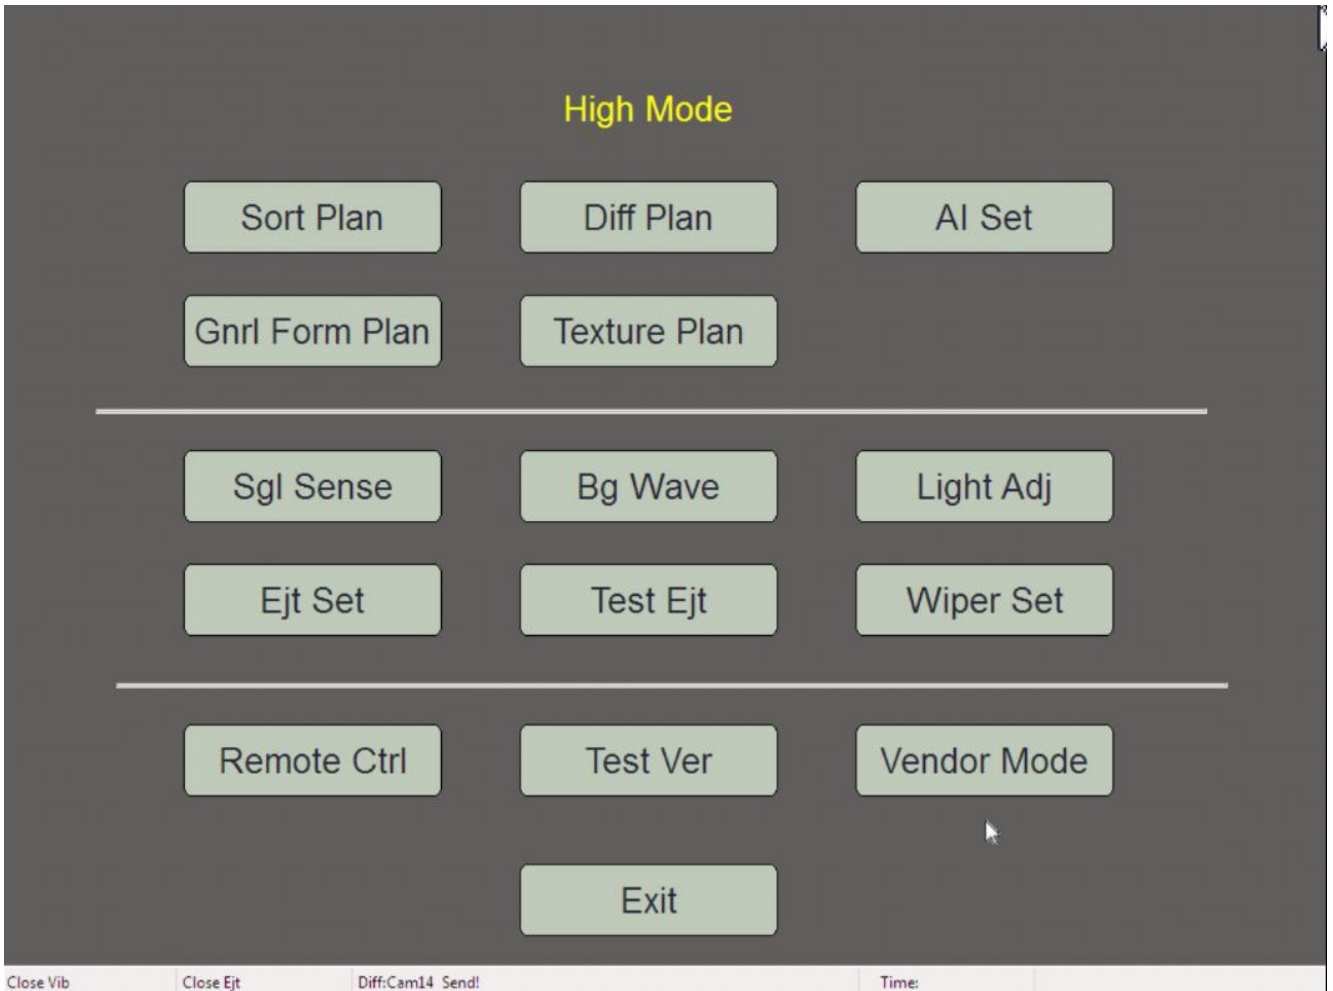 High Mode
Sort Plan
Diff Plan
AI Set
Gnrl Form Plan
Texture Plan
Sgl Sense
Bg Wave
Light Adj
Ejt Set
Test Ejt
Wiper Set
Remote Ctrl
Test Ver
Vendor Mode
Exit
Close Vib
Close Ejt
Diff:Cam14 Send!
Time: